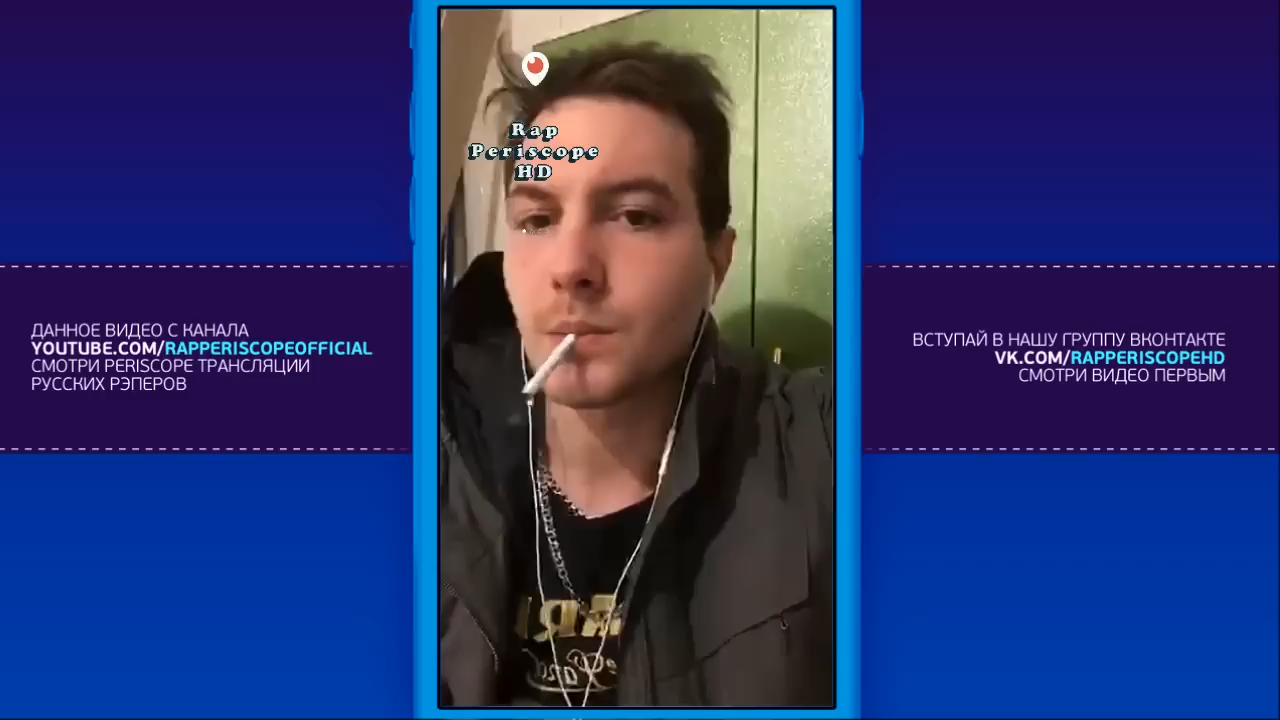 Rap
Periscope
HD
ДАННОЕ ВИДЕО С КАНАЛА
YOUTUBE.COM/RAPPERISCOPEOFFICIAL
СМОТРИ PERISCOPE ТРАНСЛЯЦИИ
РУССКИХ РЭПЕРОВ
ВСТУПАЙ В НАШУ ГРУППУ ВКОНТАКТЕ
VK.COM/RAPPERISCOPEHD
СМОТРИ ВИДЕО ПЕРВЫМ